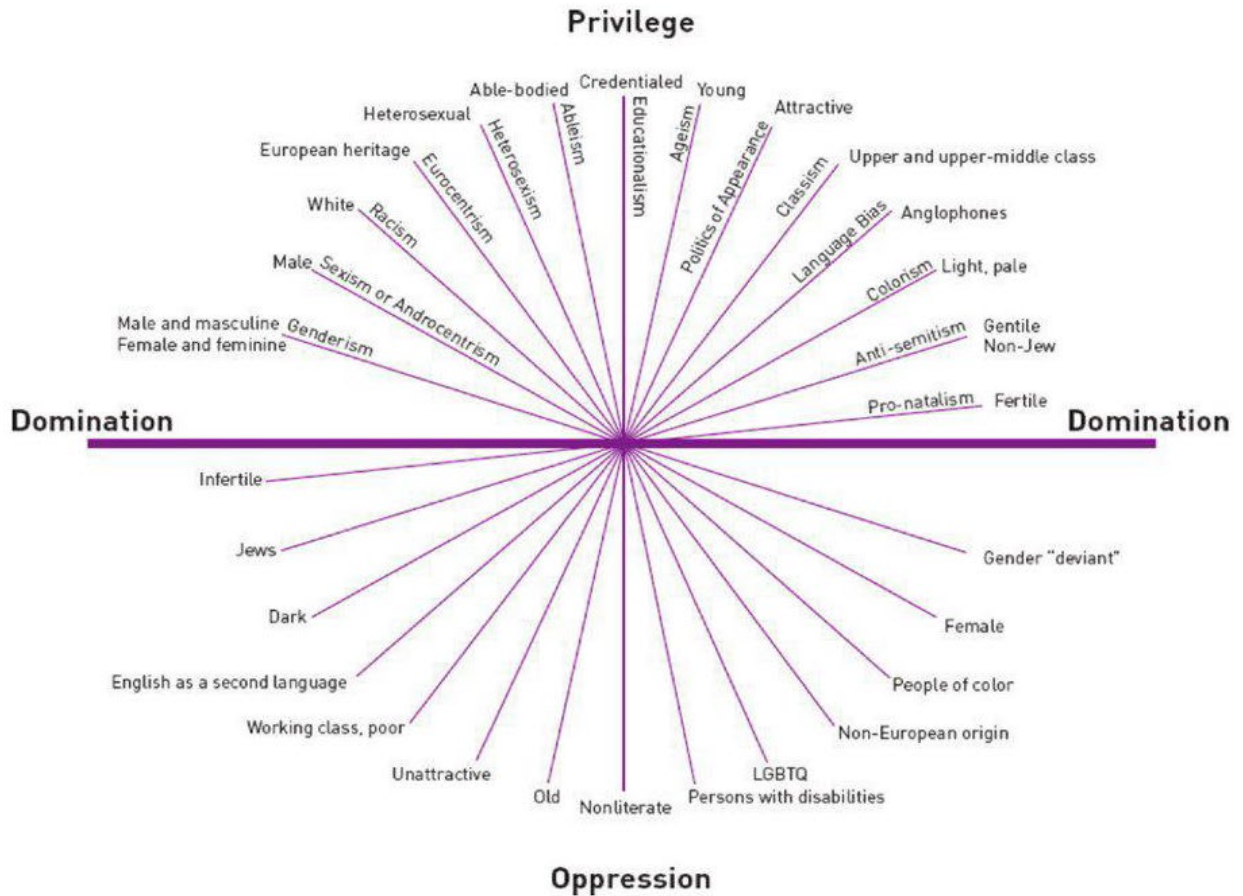 Privilege
Credentialed
Able-bodied
Young
Heterosexual
Attractive
European heritage
Upper and upper-middle class
White
Anglophones
Male
Light, pale
Male and masculine
Female and feminine
Gentile
Non-Jew
Fertile
Genderism
Sexism or Androcentrism
Racism
Eurocentrism
Heterosexism
Ableism
Educationalism
Ageism
Politics of Appearance
Classism
Language Bias
Colorism
Anti-semitism
Pro-natalism
Domination
Domination
Infertile
Jews
Gender "deviant"
Dark
Female
English as a second language
People of color
Working class, poor
Non-European origin
Unattractive
LGBTQ
Old
Nonliterate
Persons with disabilities
Oppression